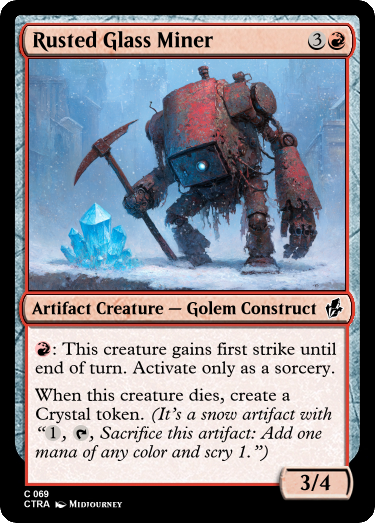 Rusted Glass Miner 3
Artifact Creature — Golem Construct
: This creature gains first strike until
end of turn. Activate only as a sorcery.
When this creature dies, create a
Crystal token. (It's a snow artifact with
“1, , Sacrifice this artifact: Add one
mana of any color and scry 1.”)
3/4
C 069
CTRA Midjourney